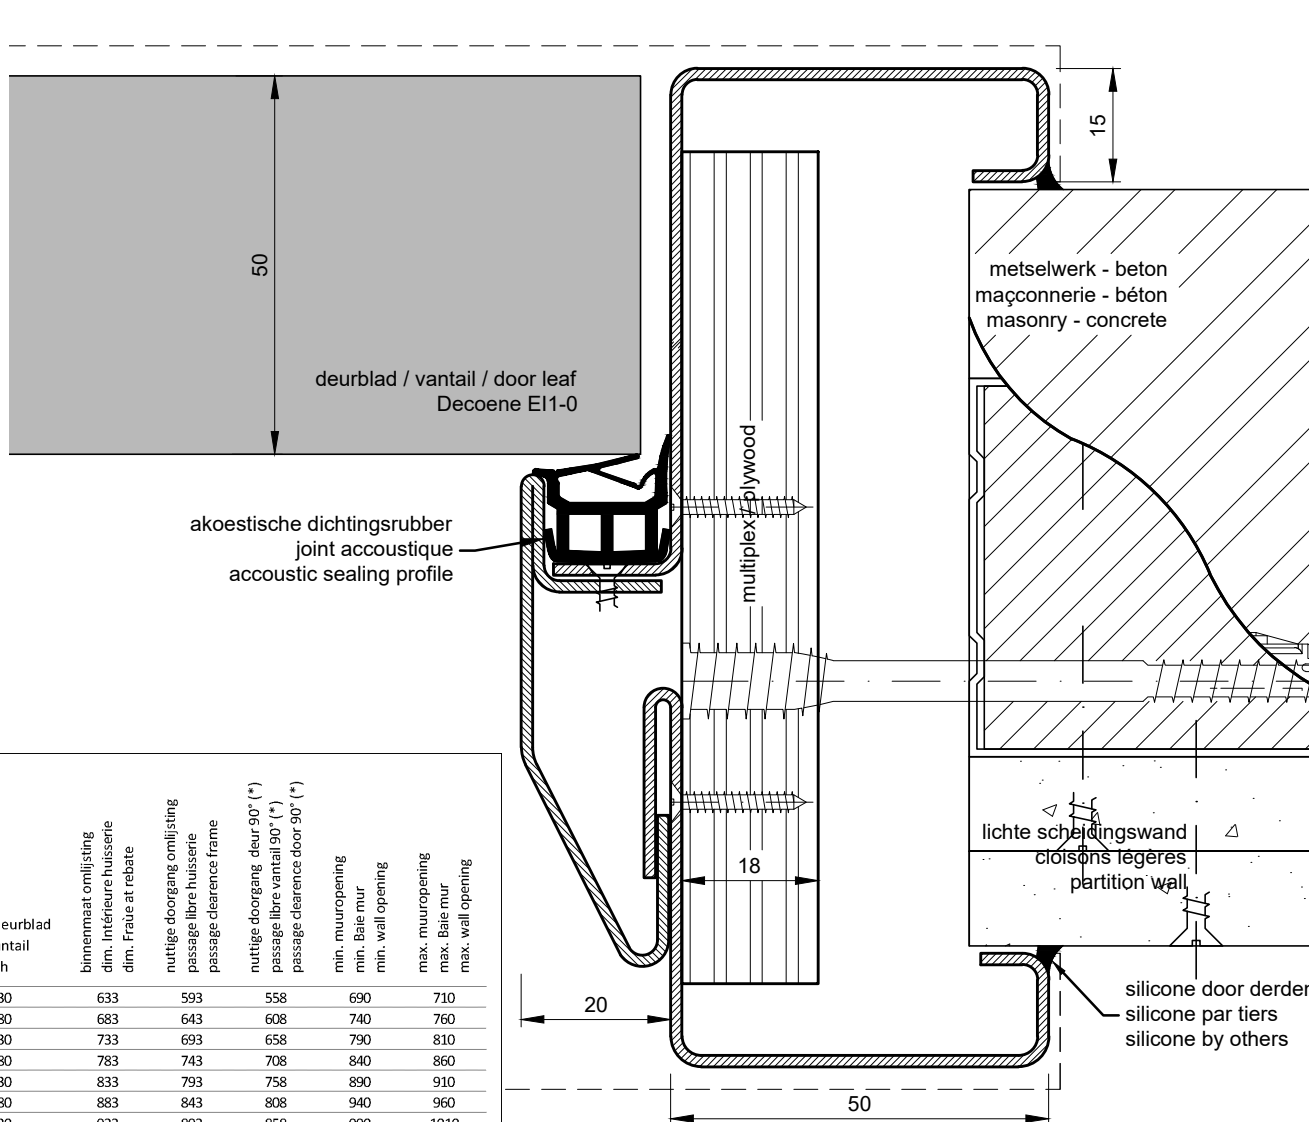 15
50
metselwerk - beton
maçconnerie - béton
masonry - concrete
deurblad / vantail / door leaf
Decoene EI1-0
multiplex / plywood
akoestische dichtingsrubber
joint accoustique
accoustic sealing profile
lichte scheidingswand
cloisons légères
partition wall
18
20
silicone door derden
silicone par tiers
silicone by others
50
binnenmaat omlijsting
dim. Intérieure huisserie
dim. Fraùe at rebate
nuttige doorgang omlijsting
passage libre huisserie
passage clearence frame
nuttige doorgang deur 90° (*)
passage libre vantail 90° (*)
passage clearence door 90° (*)
min. muuropening
min. Baie mur
min. wall opening
max. muuropening
max. Baie mur
max. wall opening
eurblad
ntail
h
30 633 593 558 690 710
80 683 643 608 740 760
30 733 693 658 790 810
80 783 743 708 840 860
30 833 793 758 890 910
80 883 843 808 940 960